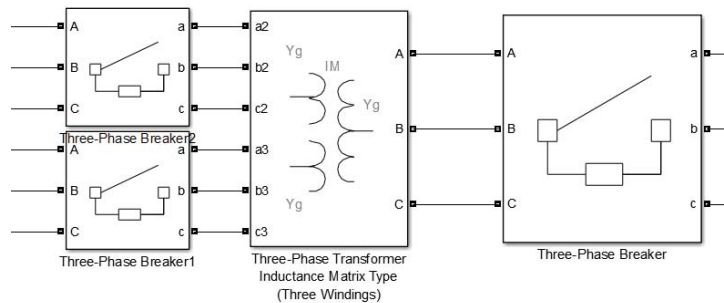 A a a2
B b b2
C c c2
Three-Phase Breaker2
A a a3
B b b3
C c c3
Three-Phase Breaker1
Yg
IM
Yg
Yg
A
B
C
Three-Phase Transformer
Inductance Matrix Type
(Three Windings)
A a
B b
C c
Three-Phase Breaker